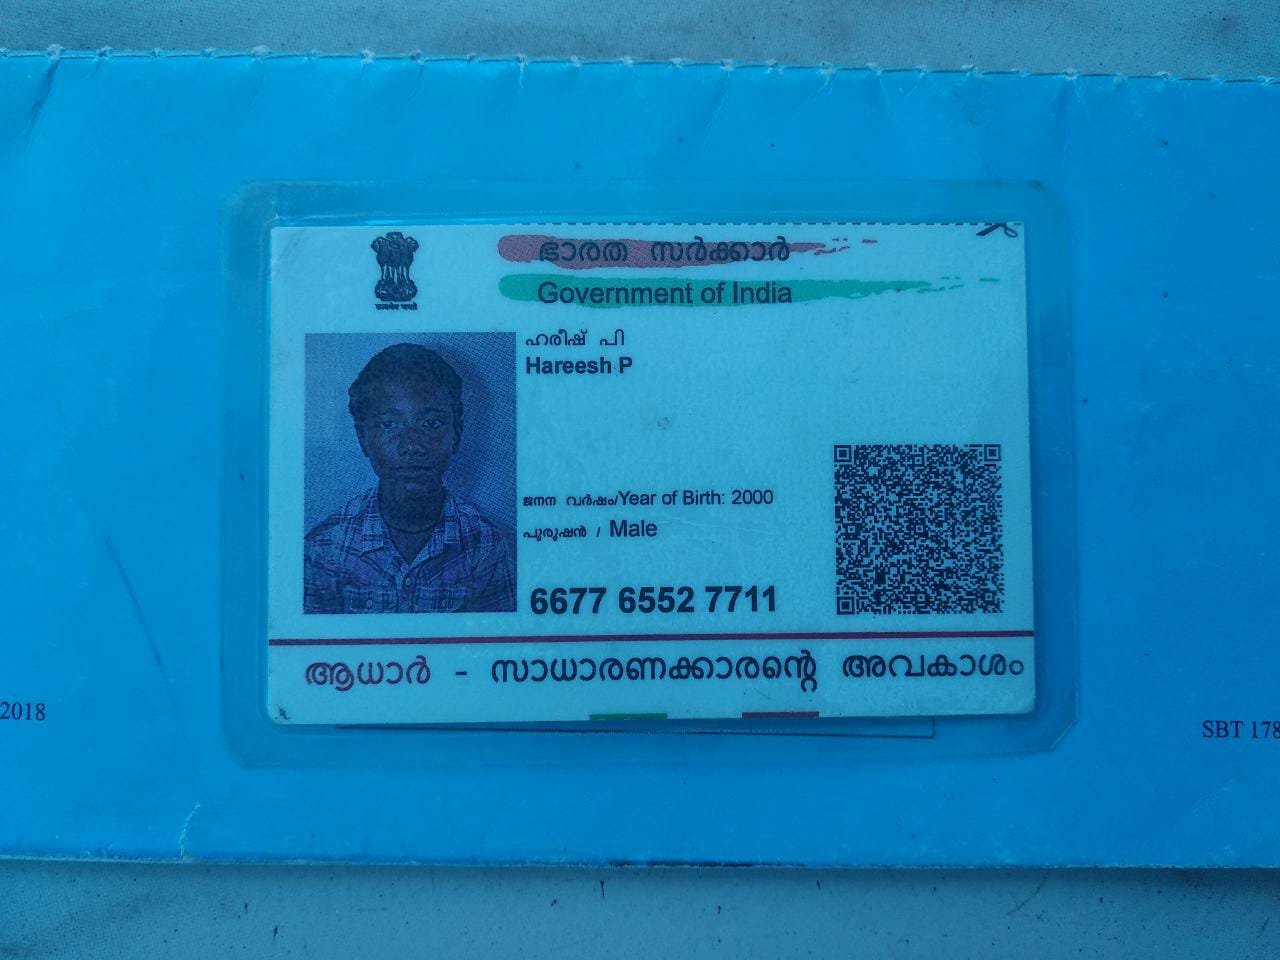 ഭാരത സർക്കാർ
Government of India
ഹരീഷ് പി
Hareesh P
ജനന വർഷം/Year of Birth: 2000
പുരുഷൻ / Male
6677 6552 7711
ആധാർ - സാധാരണക്കാരന്റെ അവകാശം
2018
SBT 178